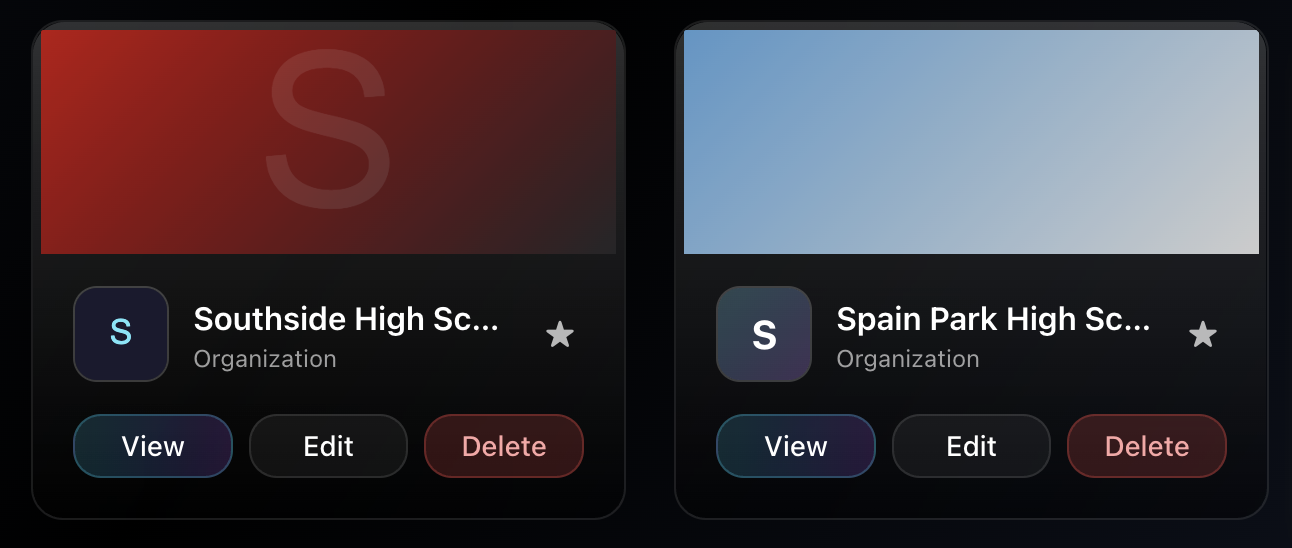 S
S
Southside High Sc...
Organization
View
Edit
Delete
S
Spain Park High Sc...
Organization
View
Edit
Delete